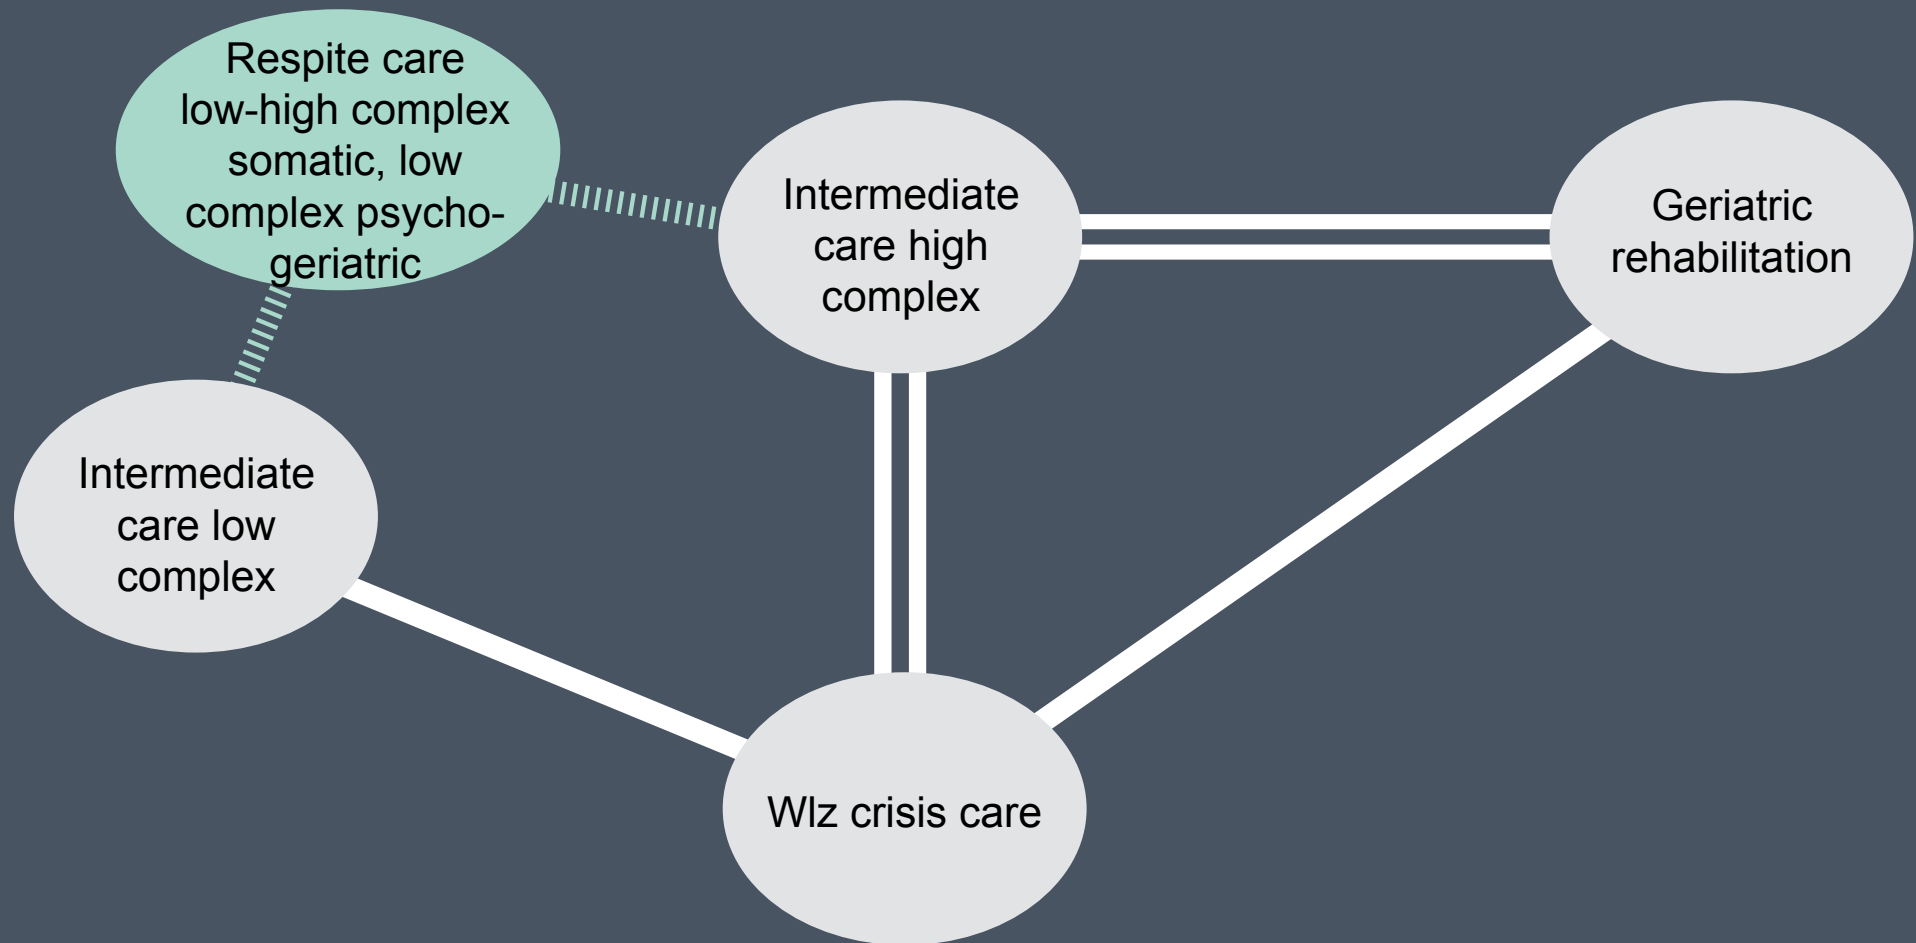 Respite care
low-high complex
somatic, low
complex psycho-
geriatric
Intermediate
care high
complex
Geriatric
rehabilitation
Intermediate
care low
complex
Wlz crisis care